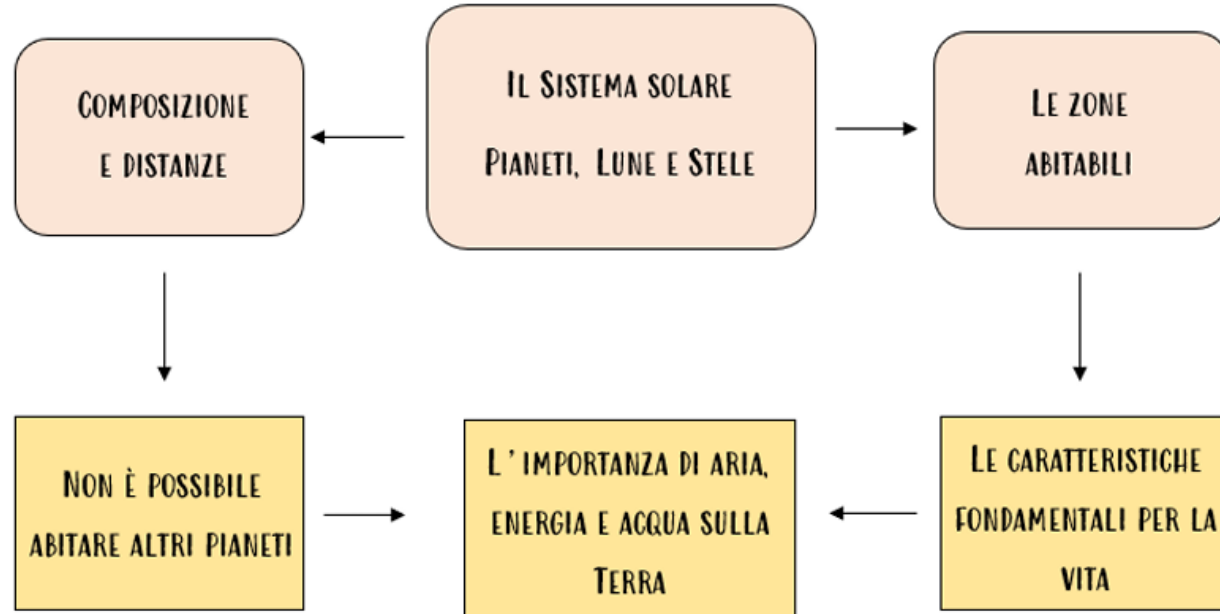 Composizione
e distanze
Il Sistema solare
Pianeti, Lune e Stele
Le zone
abitabili
Non è possibile
abitare altri pianeti
L'importanza di aria,
energia e acqua sulla
Terra
Le caratteristiche
fondamentali per la
vita